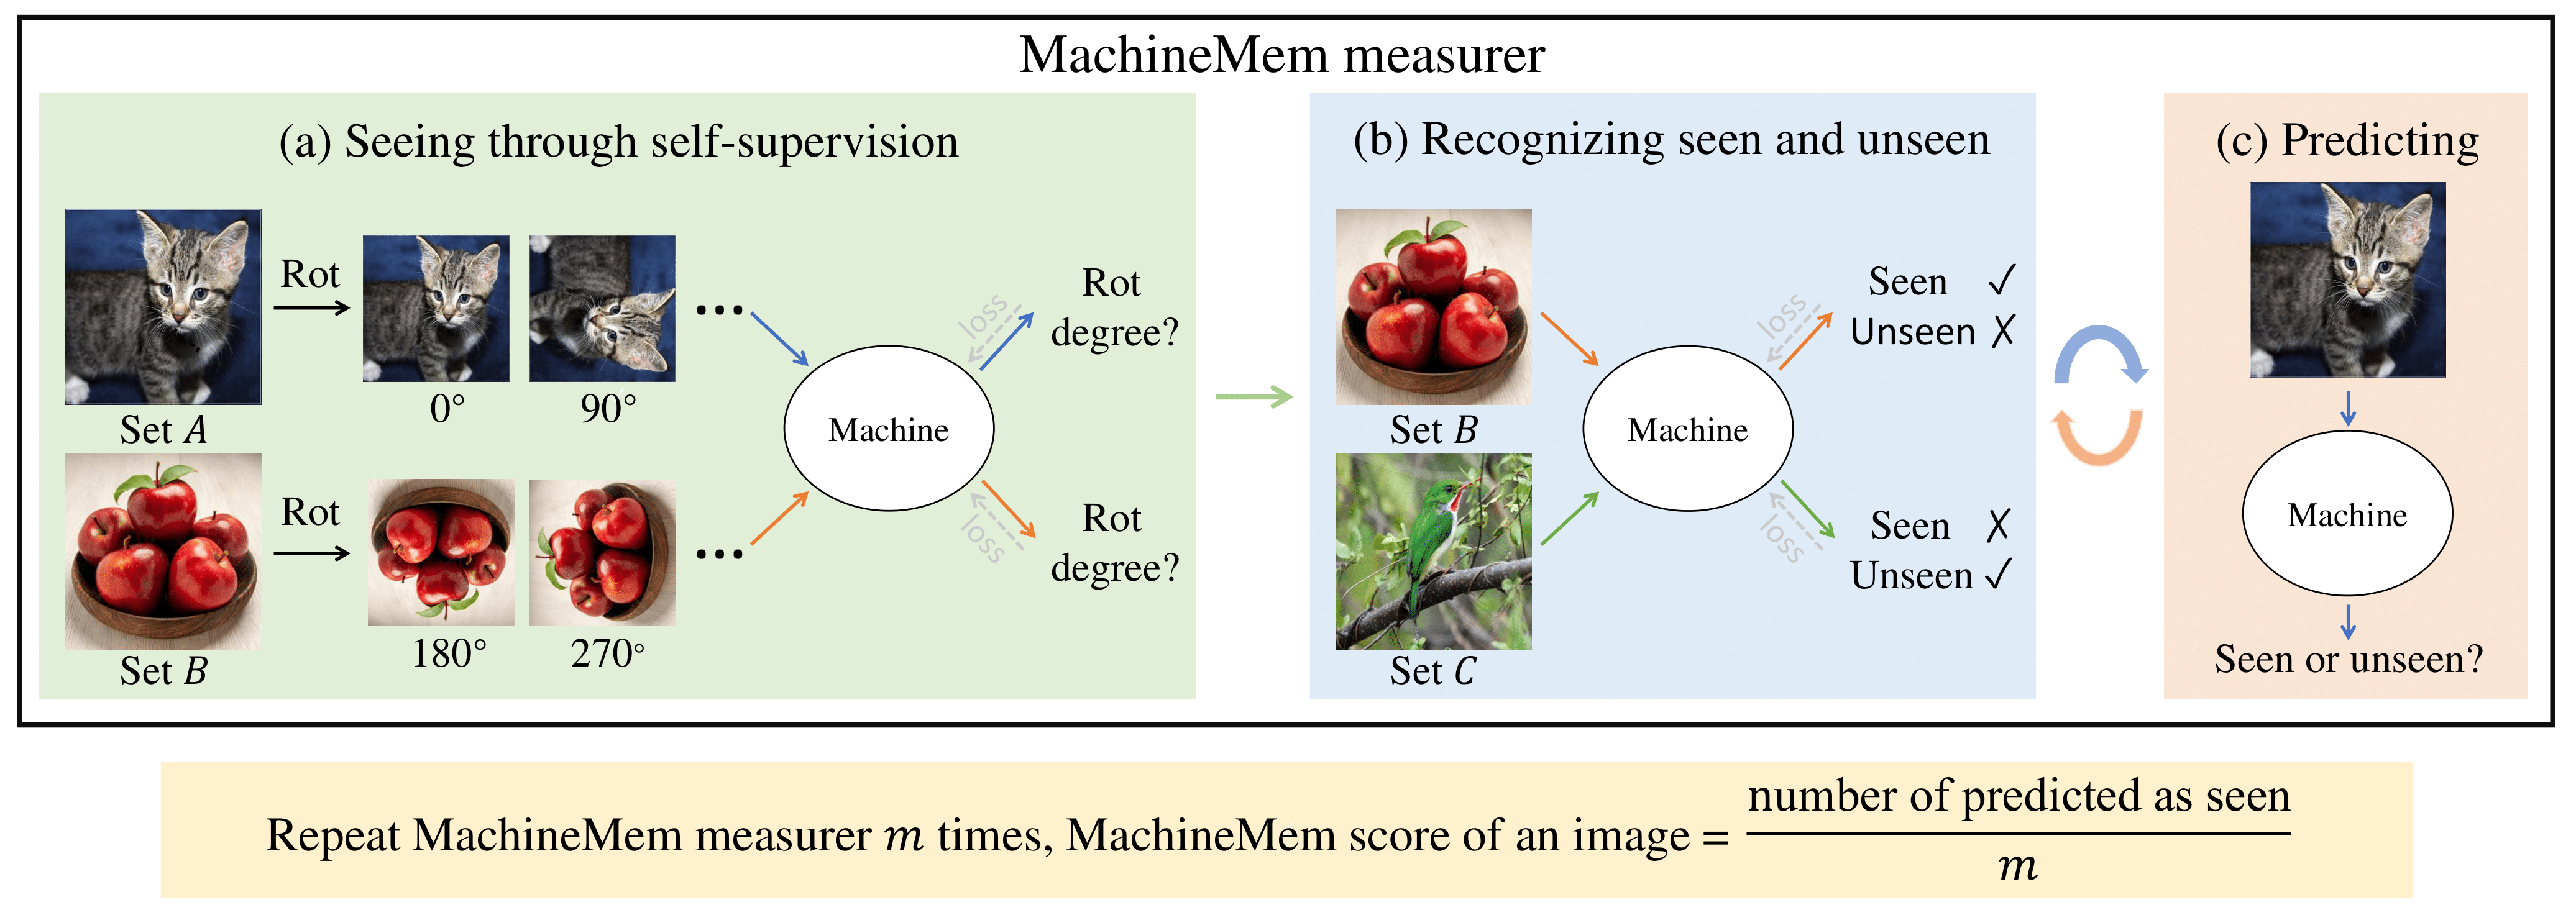 MachineMem measurer
(a) Seeing through self-supervision
Rot
0°
90°
...
Set A
loss
Rot
degree?
Machine
Rot
180°
270°
...
Set B
loss
Rot
degree?
(b) Recognizing seen and unseen
Set B
loss
Seen ✓
Unseen ✗
Machine
Set C
loss
Seen ✗
Unseen ✓
(c) Predicting
Machine
Seen or unseen?
Repeat MachineMem measurer m times, MachineMem score of an image = number of predicted as seen
m